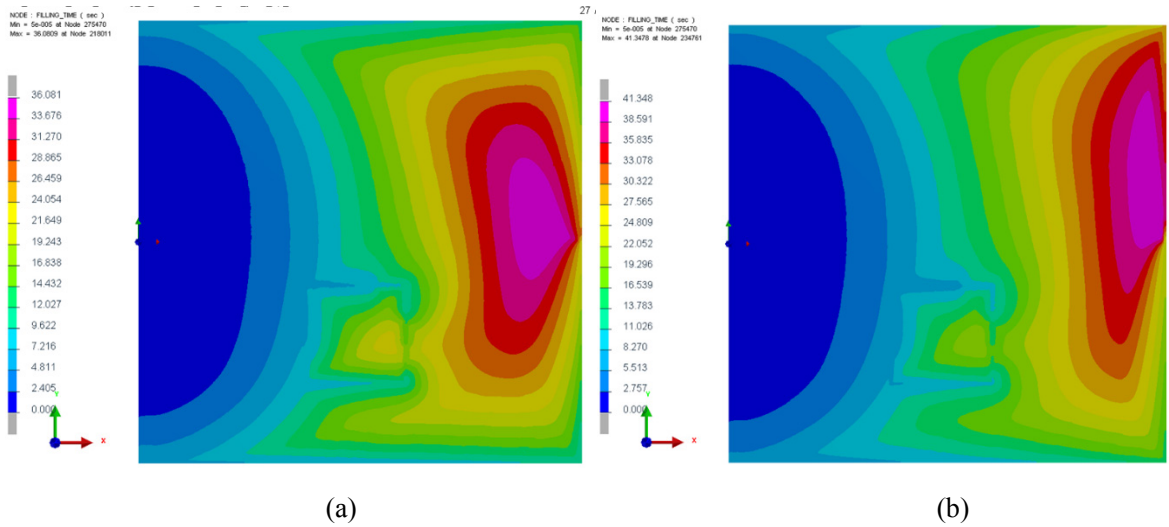 NODE : FILLING_TIME ( sec )
Min = 5e-005 at Node 275470
Max = 36.0809 at Node 218011
36.081
33.676
31.270
28.865
26.459
24.054
21.649
19.243
16.838
14.432
12.027
9.622
7.216
4.811
2.405
0.000
Y
X
(a)
27
NODE : FILLING_TIME ( sec )
Min = 5e-005 at Node 275470
Max = 41.3478 at Node 234761
41.348
38.591
35.835
33.078
30.322
27.565
24.809
22.052
19.296
16.539
13.783
11.026
8.270
5.513
2.757
0.000
Y
X
(b)